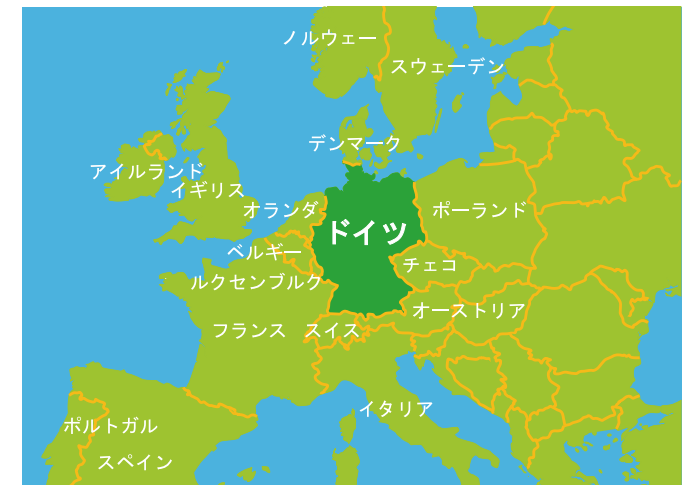 ノルウェー
スウェーデン
デンマーク
アイルランド
イギリス
オランダ
ポーランド
ドイツ
ベルギー
チェコ
ルクセンブルク
オーストリア
フランス
スイス
イタリア
ポルトガル
スペイン